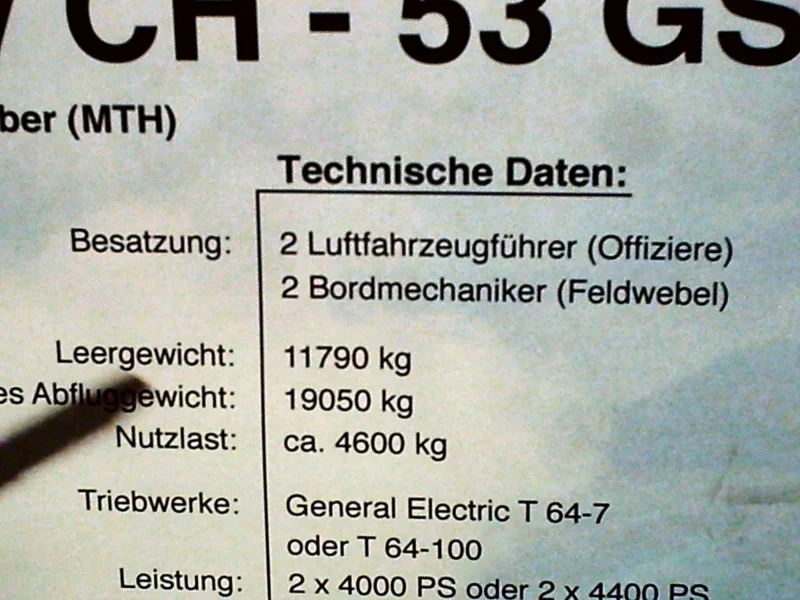 CH - 53 GS
ber (MTH)
Technische Daten:
Besatzung: 2 Luftfahrzeugführer (Offiziere)
2 Bordmechaniker (Feldwebel)
Leergewicht: 11790 kg
es Abfluggewicht: 19050 kg
Nutzlast: ca. 4600 kg
Triebwerke: General Electric T 64-7
oder T 64-100
Leistung: 2 x 4000 PS oder 2 x 4400 PS